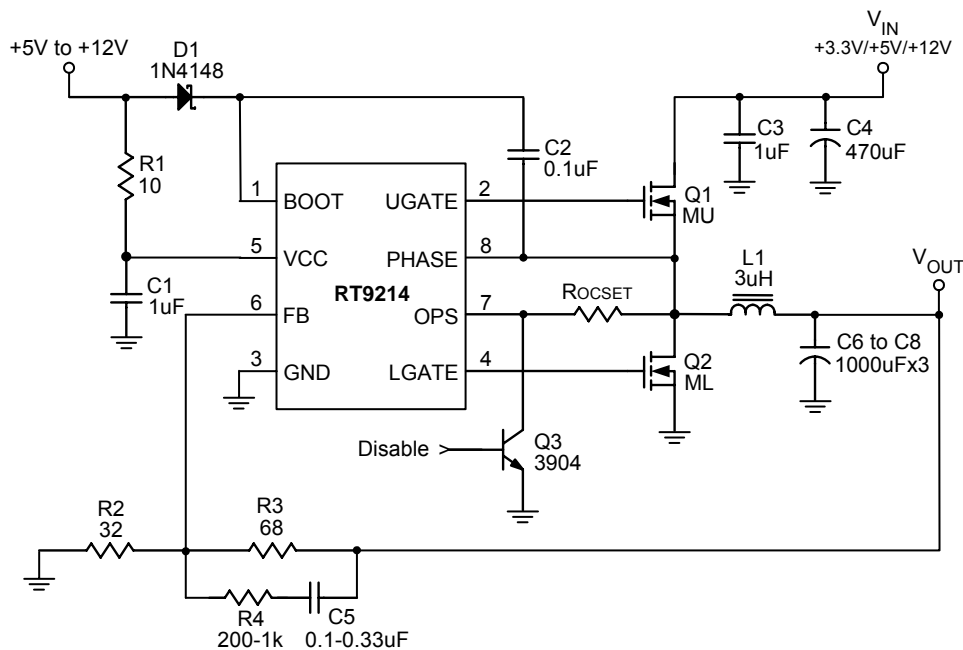 +5V to +12V
D1
1N4148
VIN
+3.3V/+5V/+12V
R1
10
C2
0.1uF
C3
1uF
C4
470uF
1
BOOT
UGATE
2
Q1
MU
5
VCC
PHASE
8
L1
3uH
VOUT
C1
1uF
RT9214
6
FB
OPS
7
ROCSET
C6 to C8
1000uFx3
3
GND
LGATE
4
Q2
ML
Disable
Q3
3904
R2
32
R3
68
R4
200-1k
C5
0.1-0.33uF